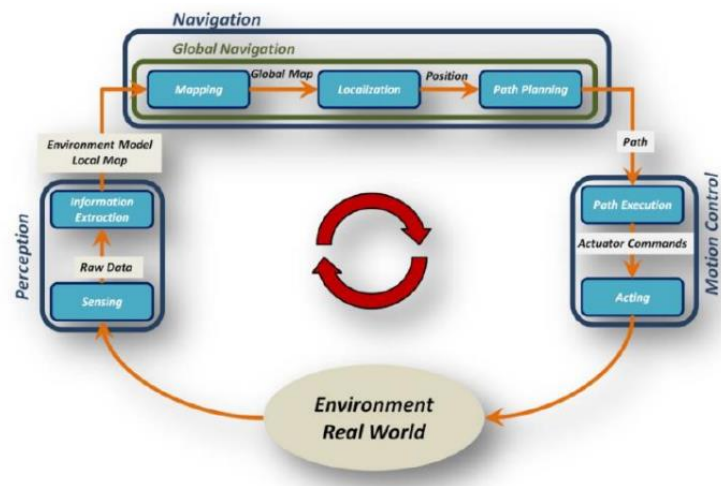 Navigation
Global Navigation
Mapping
Global Map
Localization
Position
Path Planning
Environment Model
Local Map
Path
Perception
Information
Extraction
Raw Data
Sensing
Motion Control
Path Execution
Actuator Commands
Acting
Environment
Real World